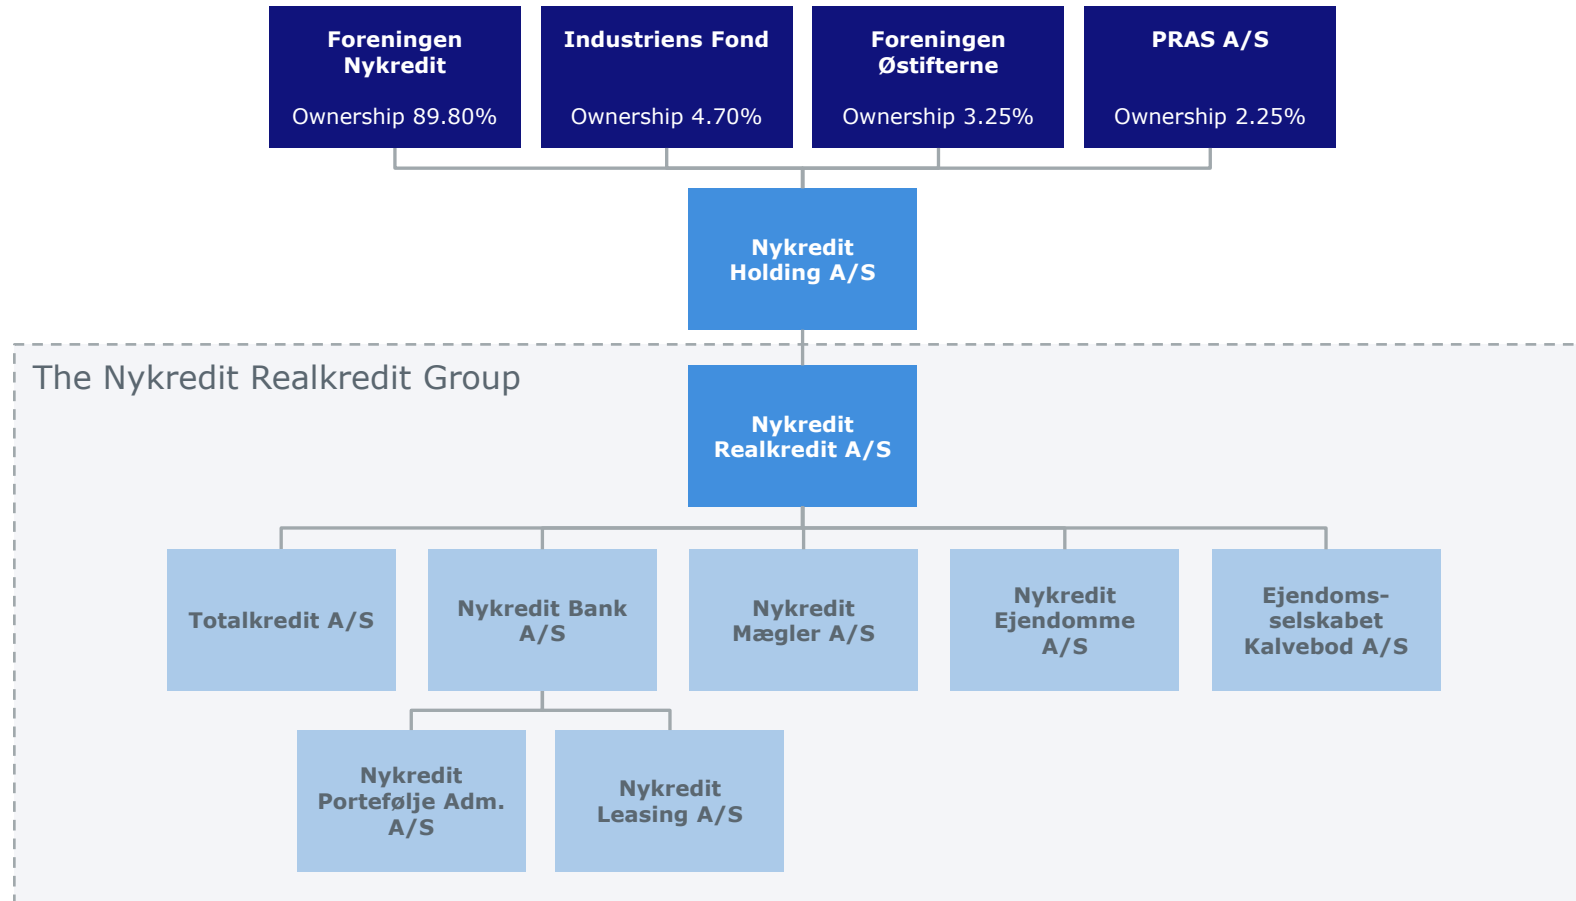 Foreningen
Nykredit
Ownership 89.80%
Industriens Fond
Ownership 4.70%
Foreningen
Østifterne
Ownership 3.25%
PRAS A/S
Ownership 2.25%
Nykredit
Holding A/S
The Nykredit Realkredit Group
Nykredit
Realkredit A/S
Totalkredit A/S
Nykredit Bank
A/S
Nykredit
Mægler A/S
Nykredit
Ejendomme
A/S
Ejendoms-
selskabet
Kalvebod A/S
Nykredit
Portefølje Adm.
A/S
Nykredit
Leasing A/S